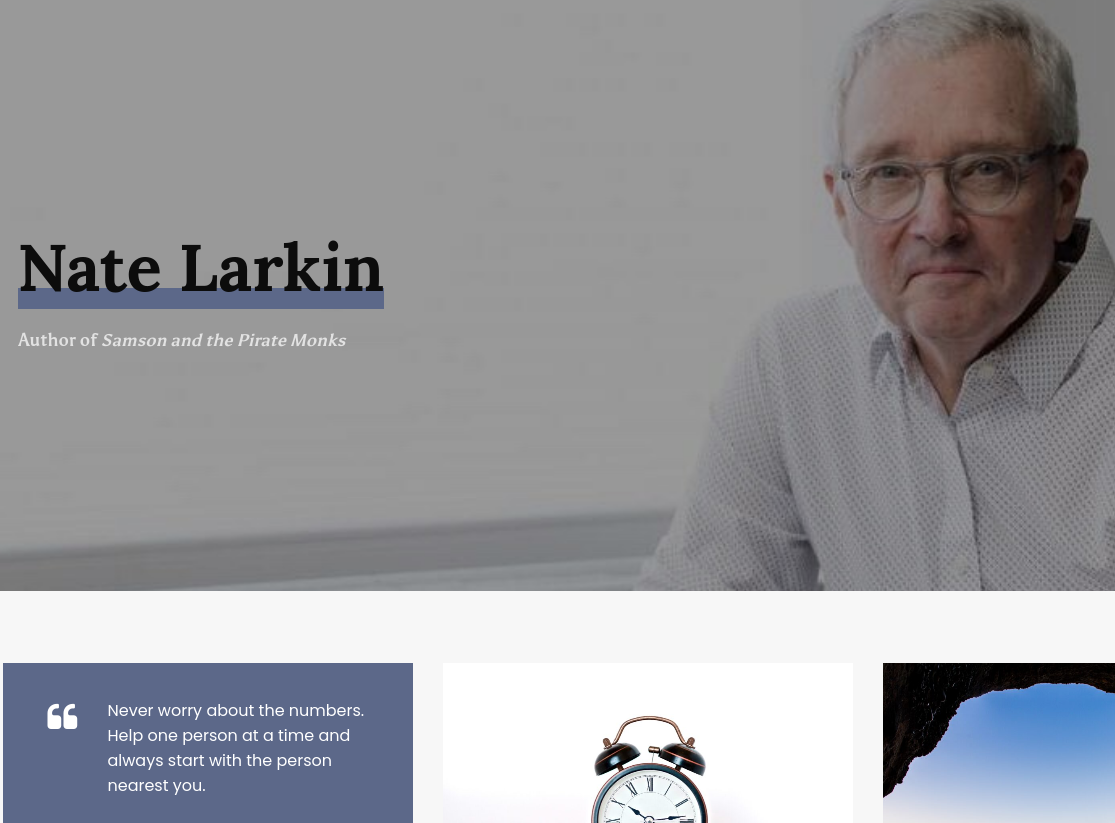 Nate Larkin
Author of Samson and the Pirate Monks
Never worry about the numbers.
Help one person at a time and
always start with the person
nearest you.